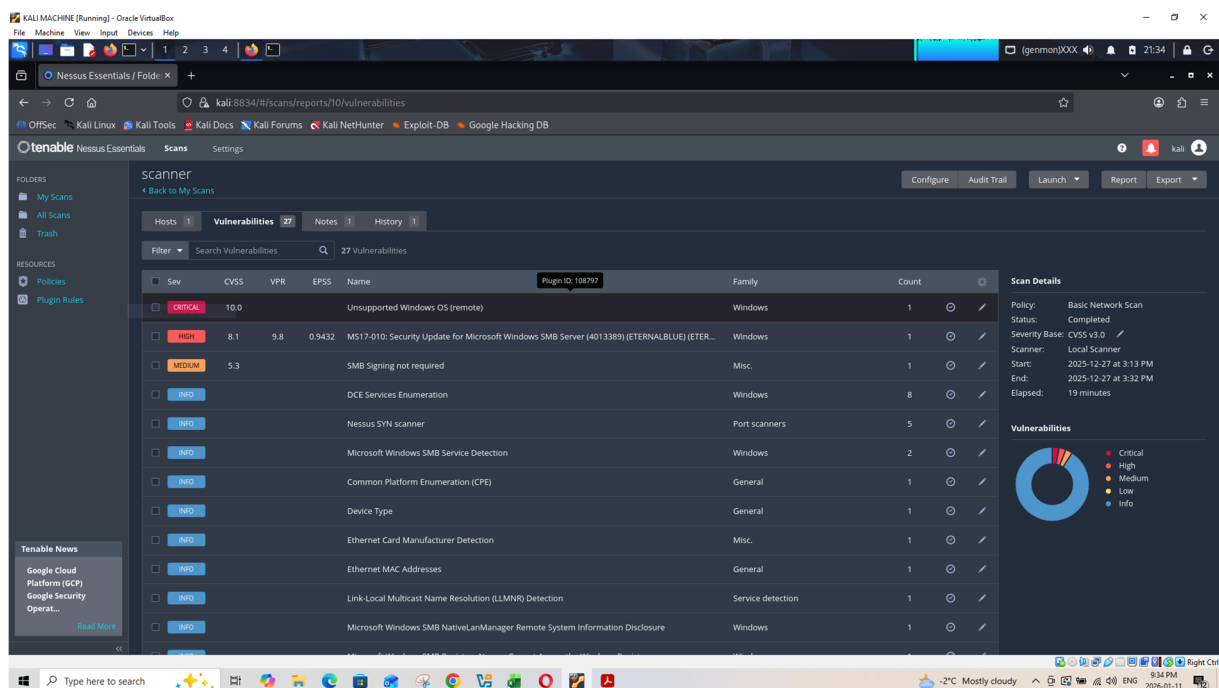 KALI MACHINE [Running] - Oracle VirtualBox
File Machine View Input Devices Help
1 2 3 4 (genmon)XXX 21:34
Nessus Essentials / Folde
kali:8834/#/scans/reports/10/vulnerabilities
OffSec Kali Linux Kali Tools Kali Docs Kali Forums Kali NetHunter Exploit-DB Google Hacking DB
tenable Nessus Essentials Scans Settings kali
FOLDERS
My Scans
All Scans
Trash
RESOURCES
Policies
Plugin Rules
scanner
Back to My Scans
Configure Audit Trail Launch Report Export
Hosts 1 Vulnerabilities 27 Notes 1 History 1
Filter Search Vulnerabilities 27 Vulnerabilities
Plugin ID: 108797
Sev CVSS VPR EPSS Name Family Count
CRITICAL 10.0 Unsupported Windows OS (remote) Windows 1
HIGH 8.1 9.8 0.9432 MS17-010: Security Update for Microsoft Windows SMB Server (4013389) (ETERNALBLUE) (ETER... Windows 1
MEDIUM 5.3 SMB Signing not required Misc. 1
INFO DCE Services Enumeration Windows 8
INFO Nessus SYN scanner Port scanners 5
INFO Microsoft Windows SMB Service Detection Windows 2
INFO Common Platform Enumeration (CPE) General 1
INFO Device Type General 1
INFO Ethernet Card Manufacturer Detection Misc. 1
INFO Ethernet MAC Addresses General 1
INFO Link-Local Multicast Name Resolution (LLMNR) Detection Service detection 1
INFO Microsoft Windows SMB NativeLanManager Remote System Information Disclosure Windows 1
Scan Details
Policy: Basic Network Scan
Status: Completed
Severity Base: CVSS v3.0
Scanner: Local Scanner
Start: 2025-12-27 at 3:13 PM
End: 2025-12-27 at 3:32 PM
Elapsed: 19 minutes
Vulnerabilities
Critical
High
Medium
Low
Info
Tenable News
Google Cloud
Platform (GCP)
Google Security
Operat...
Read More
Right Ctrl
Type here to search
-2°C Mostly cloudy ENG 9:34 PM
2026-01-11